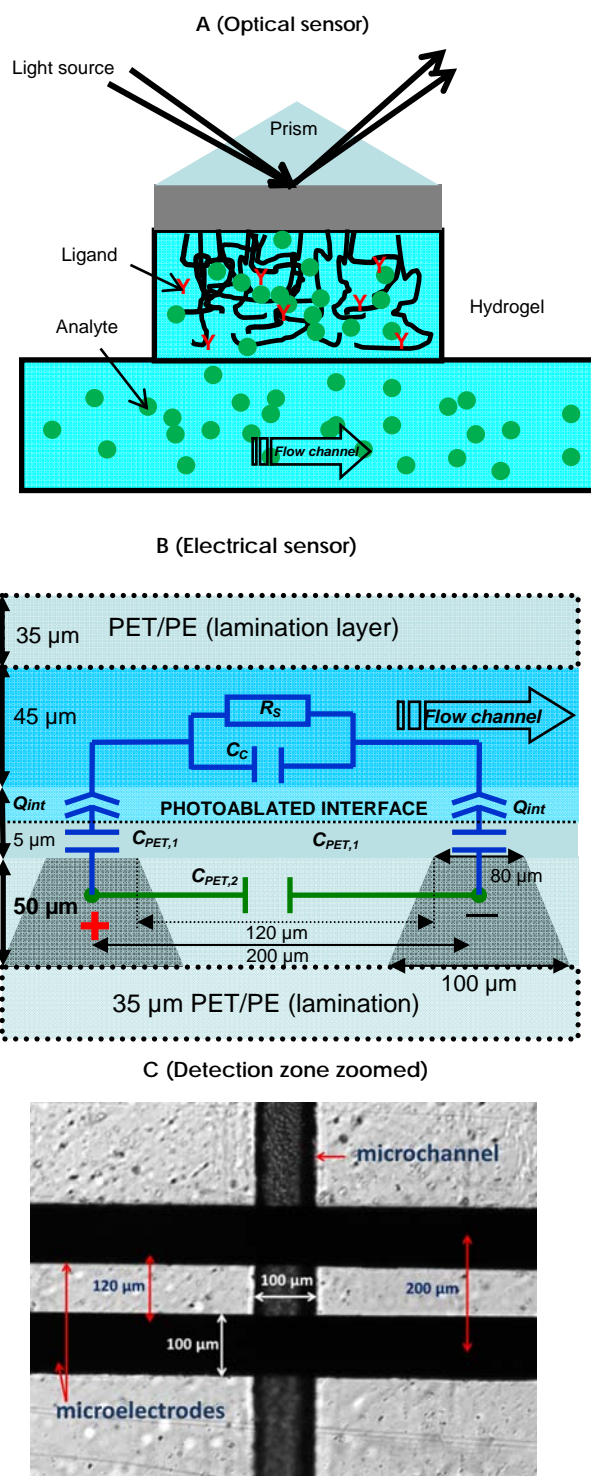 A (Optical sensor)
Light source
Prism
Ligand
Y Y Y Y Y Y Y
Hydrogel
Analyte
Flow channel
B (Electrical sensor)
35 µm
PET/PE (lamination layer)
45 µm
R_S
Flow channel
C_C
Q_int
PHOTOABLATED INTERFACE
Q_int
5 µm
C_PET,1
C_PET,1
C_PET,2
80 µm
50 µm
+
–
120 µm
200 µm
100 µm
35 µm PET/PE (lamination)
C (Detection zone zoomed)
microchannel
120 µm
100 µm
200 µm
100 µm
microelectrodes